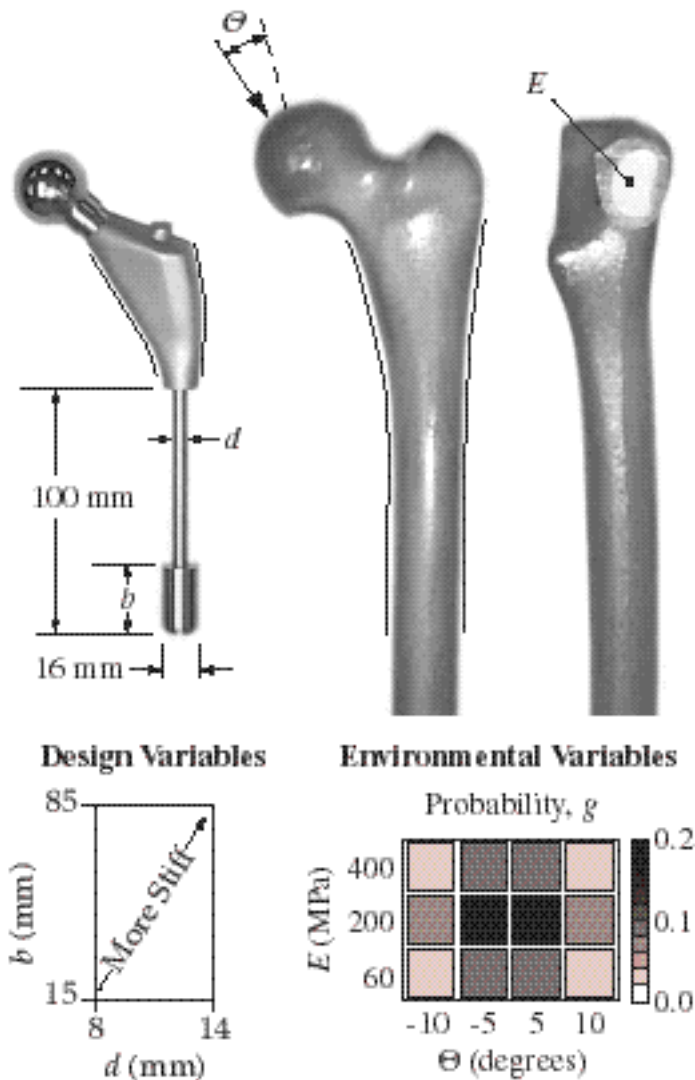 Θ
E
d
100 mm
b
16 mm
Design Variables
85
b (mm)
More Stiff
15
8 14
d (mm)
Environmental Variables
Probability, g
E (MPa)
400
200
60
-10 -5 5 10
Θ (degrees)
0.2
0.1
0.0